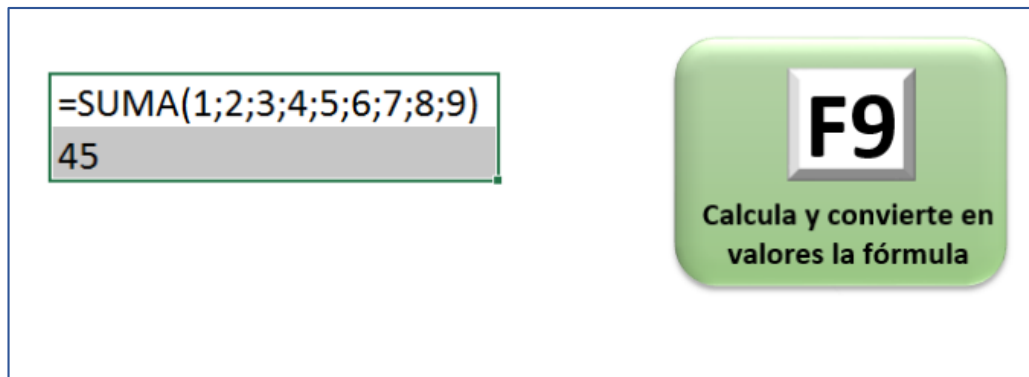 =SUMA(1;2;3;4;5;6;7;8;9)
45
F9
Calcula y convierte en
valores la fórmula